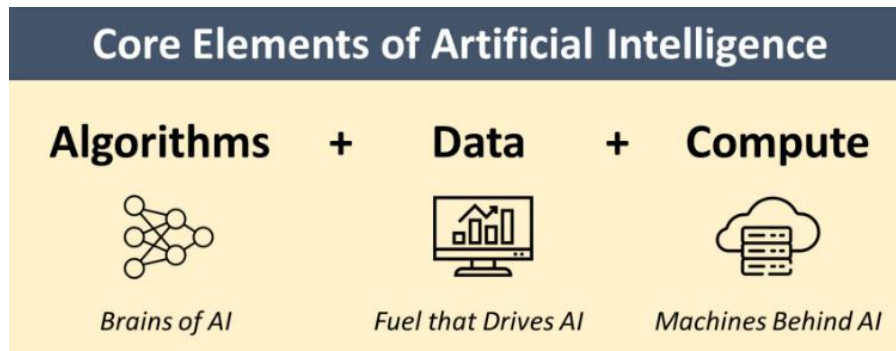 Core Elements of Artificial Intelligence
Algorithms + Data + Compute
Brains of AI Fuel that Drives AI Machines Behind AI